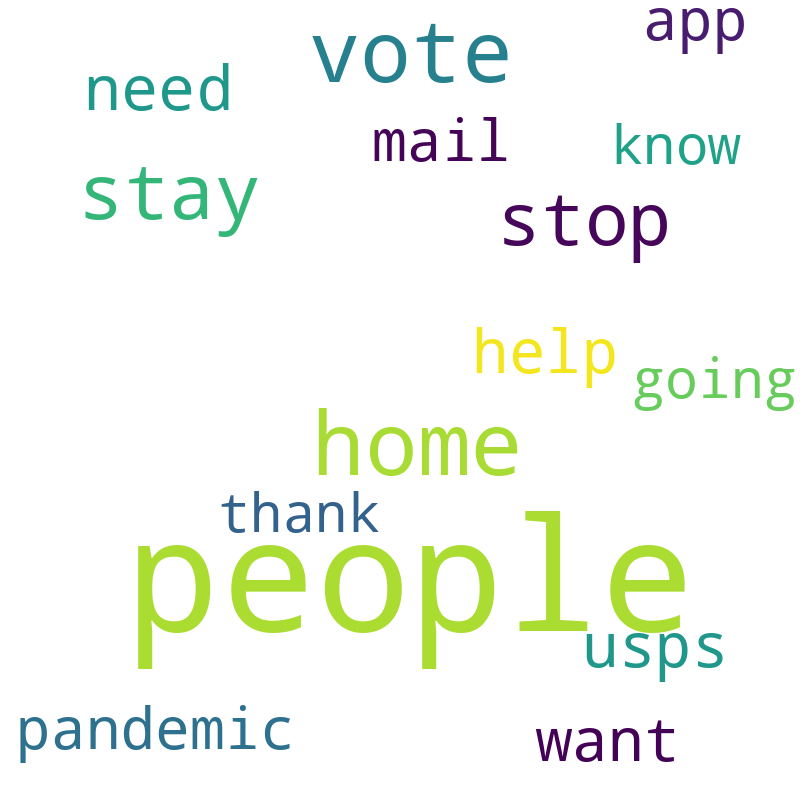 app
vote
need
mail
know
stay
stop
help
going
home
thank
people
usps
pandemic
want